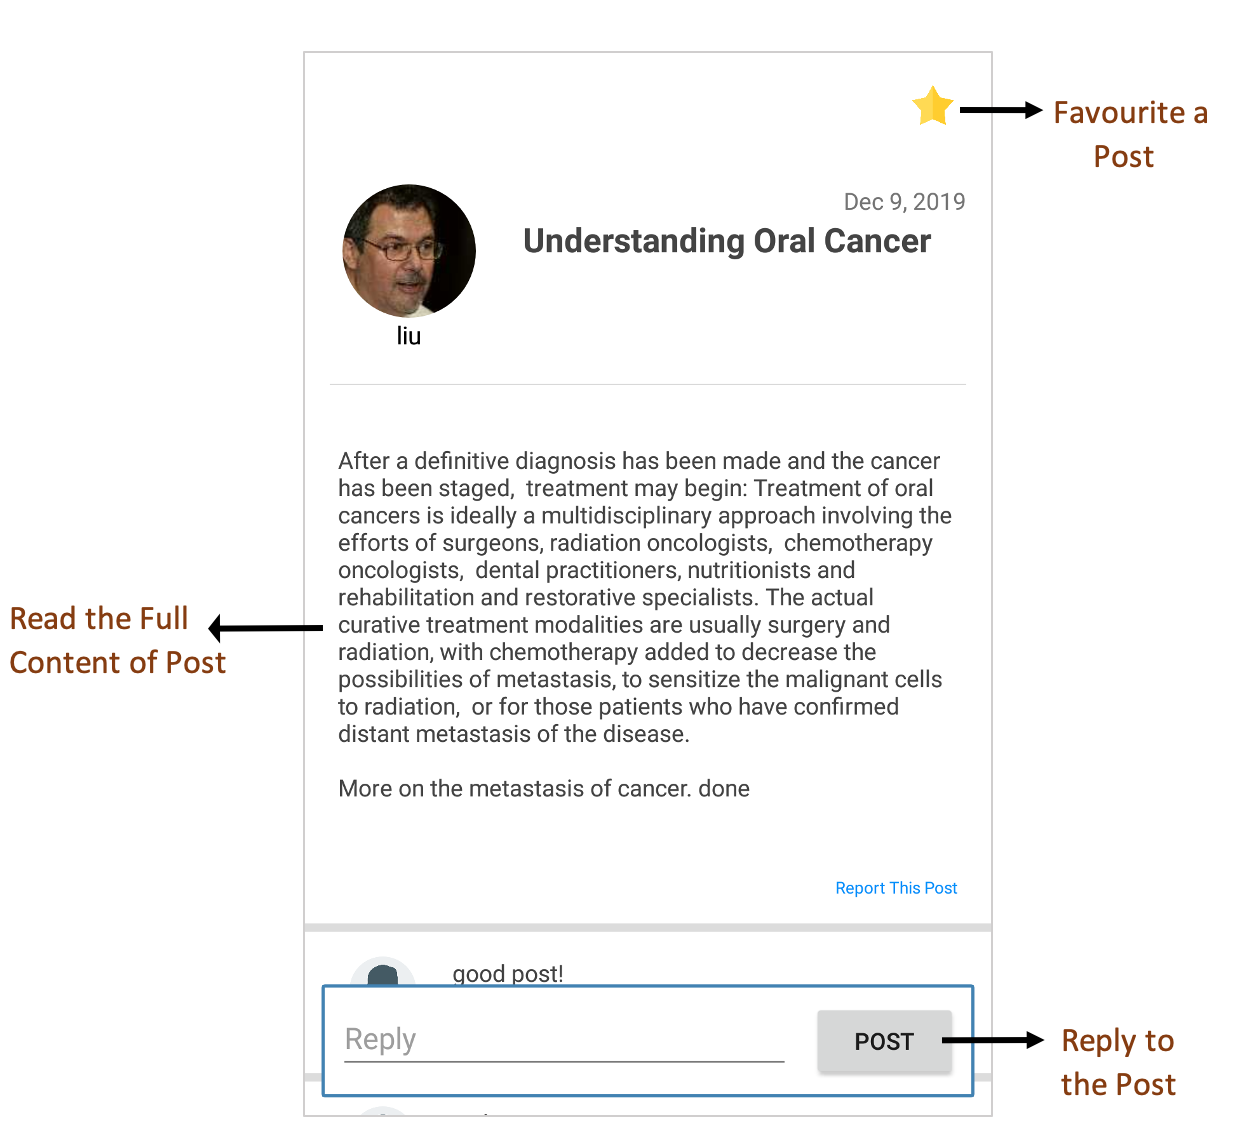 Favourite a
Post
Dec 9, 2019
Understanding Oral Cancer
liu
After a definitive diagnosis has been made and the cancer
has been staged,  treatment may begin: Treatment of oral
cancers is ideally a multidisciplinary approach involving the
efforts of surgeons, radiation oncologists,  chemotherapy
oncologists,  dental practitioners, nutritionists and
rehabilitation and restorative specialists. The actual
curative treatment modalities are usually surgery and
radiation, with chemotherapy added to decrease the
possibilities of metastasis, to sensitize the malignant cells
to radiation,  or for those patients who have confirmed
distant metastasis of the disease.
More on the metastasis of cancer. done
Read the Full
Content of Post
Report This Post
good post!
Reply
POST
Reply to
the Post